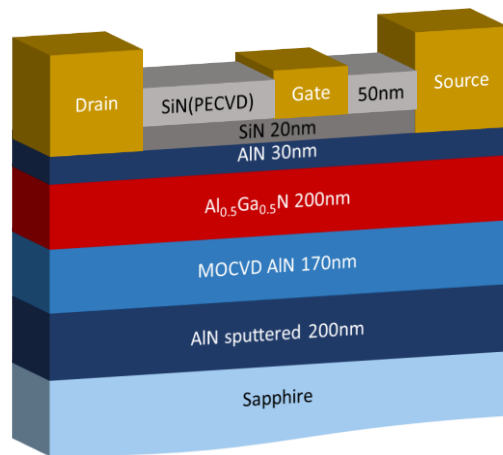 Drain
SiN(PECVD)
Gate
50nm
Source
SiN 20nm
AlN 30nm
Al₀.₅Ga₀.₅N 200nm
MOCVD AlN 170nm
AlN sputtered 200nm
Sapphire